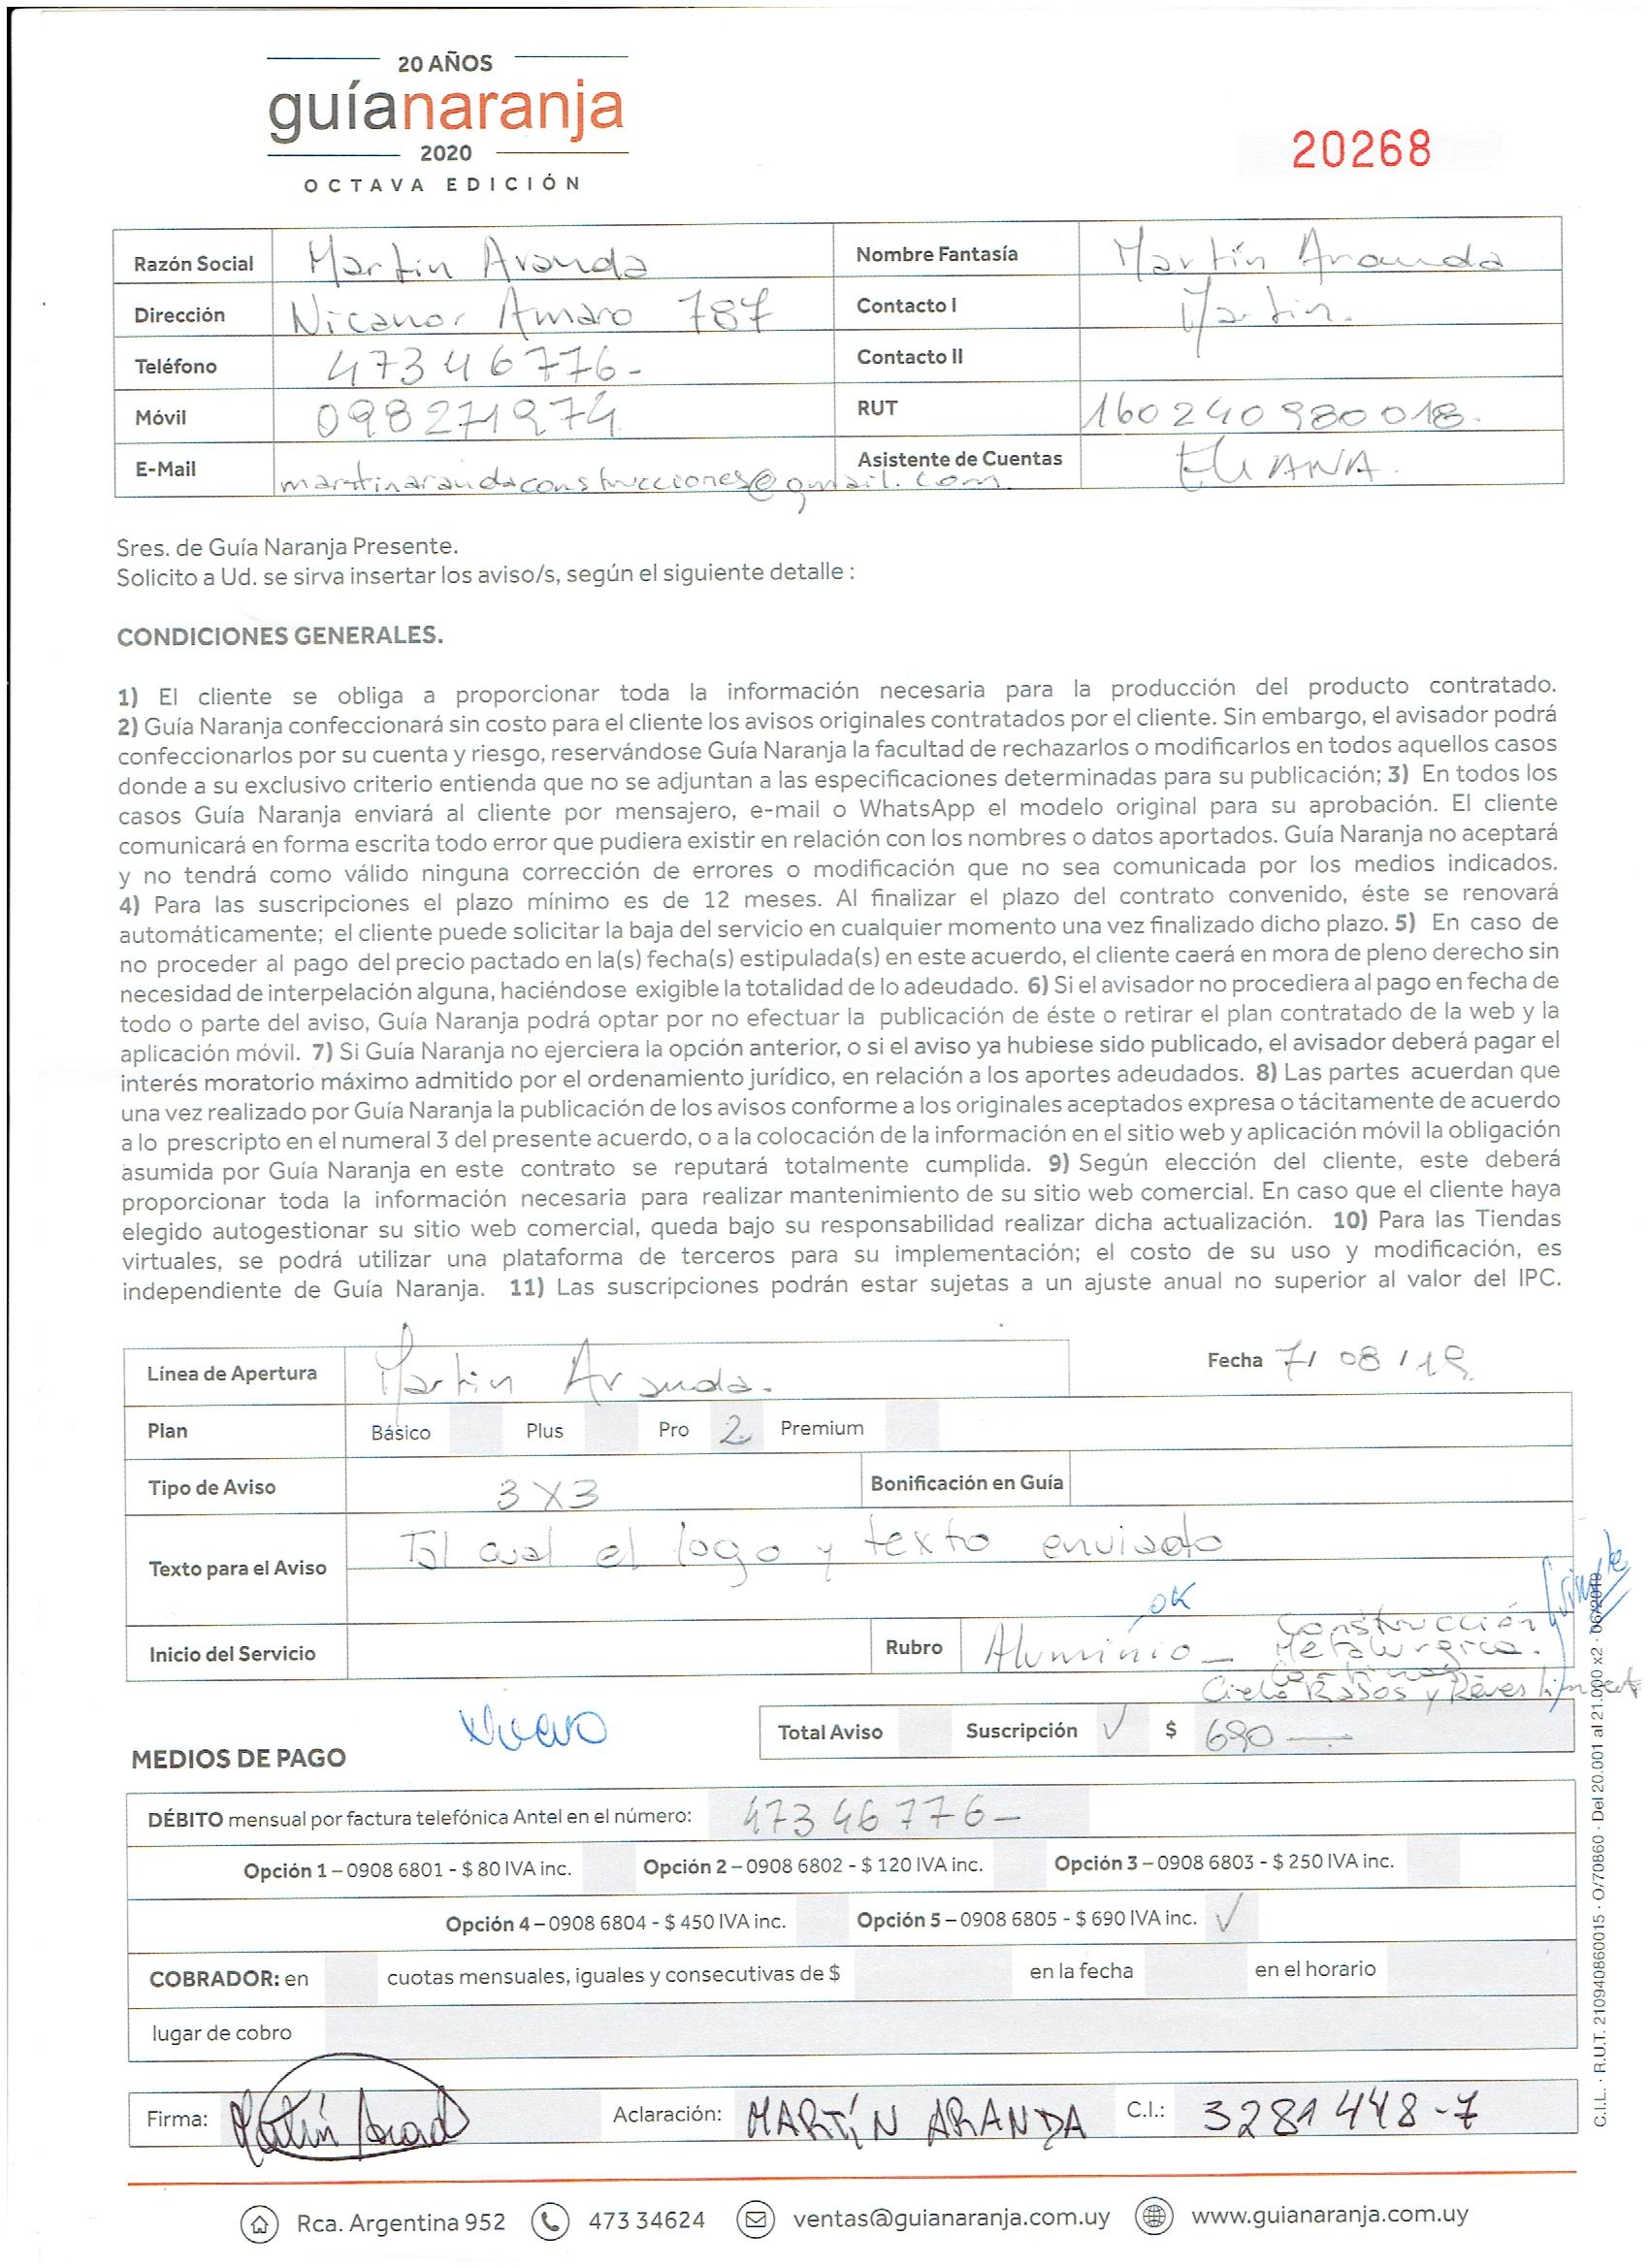 20 AÑOS
guíanaranja
2020
OCTAVA EDICIÓN
20268
Razón Social Martin Aranda Nombre Fantasía Martín Aranda
Dirección Nicanor Amaro 787 Contacto I Martin.
Teléfono 473 46776- Contacto II
Móvil 098271974 RUT 160240980018.
E-Mail martinarandaconstrucciones@gmail.com. Asistente de Cuentas ELIANA.
Sres. de Guía Naranja Presente.
Solicito a Ud. se sirva insertar los aviso/s, según el siguiente detalle :
CONDICIONES GENERALES.
1) El cliente se obliga a proporcionar toda la información necesaria para la producción del producto contratado.
2) Guía Naranja confeccionará sin costo para el cliente los avisos originales contratados por el cliente. Sin embargo, el avisador podrá
confeccionarlos por su cuenta y riesgo, reservándose Guía Naranja la facultad de rechazarlos o modificarlos en todos aquellos casos
donde a su exclusivo criterio entienda que no se adjuntan a las especificaciones determinadas para su publicación; 3) En todos los
casos Guía Naranja enviará al cliente por mensajero, e-mail o WhatsApp el modelo original para su aprobación. El cliente
comunicará en forma escrita todo error que pudiera existir en relación con los nombres o datos aportados. Guía Naranja no aceptará
y no tendrá como válido ninguna corrección de errores o modificación que no sea comunicada por los medios indicados.
4) Para las suscripciones el plazo mínimo es de 12 meses. Al finalizar el plazo del contrato convenido, éste se renovará
automáticamente; el cliente puede solicitar la baja del servicio en cualquier momento una vez finalizado dicho plazo. 5) En caso de
no proceder al pago del precio pactado en la(s) fecha(s) estipulada(s) en este acuerdo, el cliente caerá en mora de pleno derecho sin
necesidad de interpelación alguna, haciéndose exigible la totalidad de lo adeudado. 6) Si el avisador no procediera al pago en fecha de
todo o parte del aviso, Guía Naranja podrá optar por no efectuar la publicación de éste o retirar el plan contratado de la web y la
aplicación móvil. 7) Si Guía Naranja no ejerciera la opción anterior, o si el aviso ya hubiese sido publicado, el avisador deberá pagar el
interés moratorio máximo admitido por el ordenamiento jurídico, en relación a los aportes adeudados. 8) Las partes acuerdan que
una vez realizado por Guía Naranja la publicación de los avisos conforme a los originales aceptados expresa o tácitamente de acuerdo
a lo prescripto en el numeral 3 del presente acuerdo, o a la colocación de la información en el sitio web y aplicación móvil la obligación
asumida por Guía Naranja en este contrato se reputará totalmente cumplida. 9) Según elección del cliente, este deberá
proporcionar toda la información necesaria para realizar mantenimiento de su sitio web comercial. En caso que el cliente haya
elegido autogestionar su sitio web comercial, queda bajo su responsabilidad realizar dicha actualización. 10) Para las Tiendas
virtuales, se podrá utilizar una plataforma de terceros para su implementación; el costo de su uso y modificación, es
independiente de Guía Naranja. 11) Las suscripciones podrán estar sujetas a un ajuste anual no superior al valor del IPC.
Línea de Apertura Martin Aranda. Fecha 7/ 08 / 19
Plan Básico Plus Pro 2 Premium
Tipo de Aviso 3X3 Bonificación en Guía
Texto para el Aviso Tal cual el logo y texto enviado
OK
Inicio del Servicio Rubro Aluminio - Construcción
Metalurgica.
Cielo Rasos y
Nuevo
Total Aviso Suscripción ✓ $ 690 —
MEDIOS DE PAGO
DÉBITO mensual por factura telefónica Antel en el número: 473 46 776-
Opción 1 – 0908 6801 - $ 80 IVA inc. Opción 2 – 0908 6802 - $ 120 IVA inc. Opción 3 – 0908 6803 - $ 250 IVA inc.
Opción 4 – 0908 6804 - $ 450 IVA inc. Opción 5 – 0908 6805 - $ 690 IVA inc. ✓
COBRADOR: en cuotas mensuales, iguales y consecutivas de $ en la fecha en el horario
lugar de cobro
Firma: Aclaración: MARTÍN ARANDA C.I.: 3281448-7
Rca. Argentina 952 473 34624 ventas@guianaranja.com.uy www.guianaranja.com.uy
C.I.L. · R.U.T. 210940860015 · O/70860 · Del 20.001 al 21.000 x2 · 06/2019